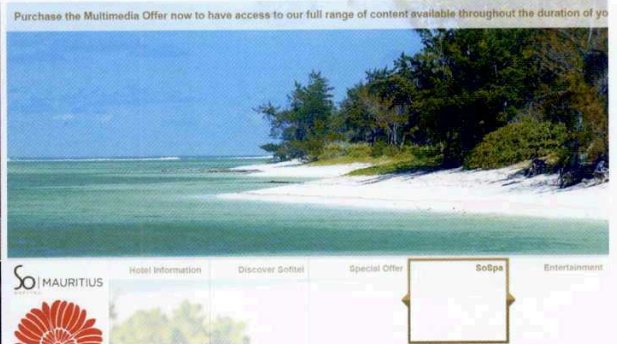 Purchase the Multimedia Offer now to have access to our full range of content available throughout the duration of yo
So MAURITIUS
SOFITEL
Hotel Information Discover Sofitel Special Offer SoSpa Entertainment